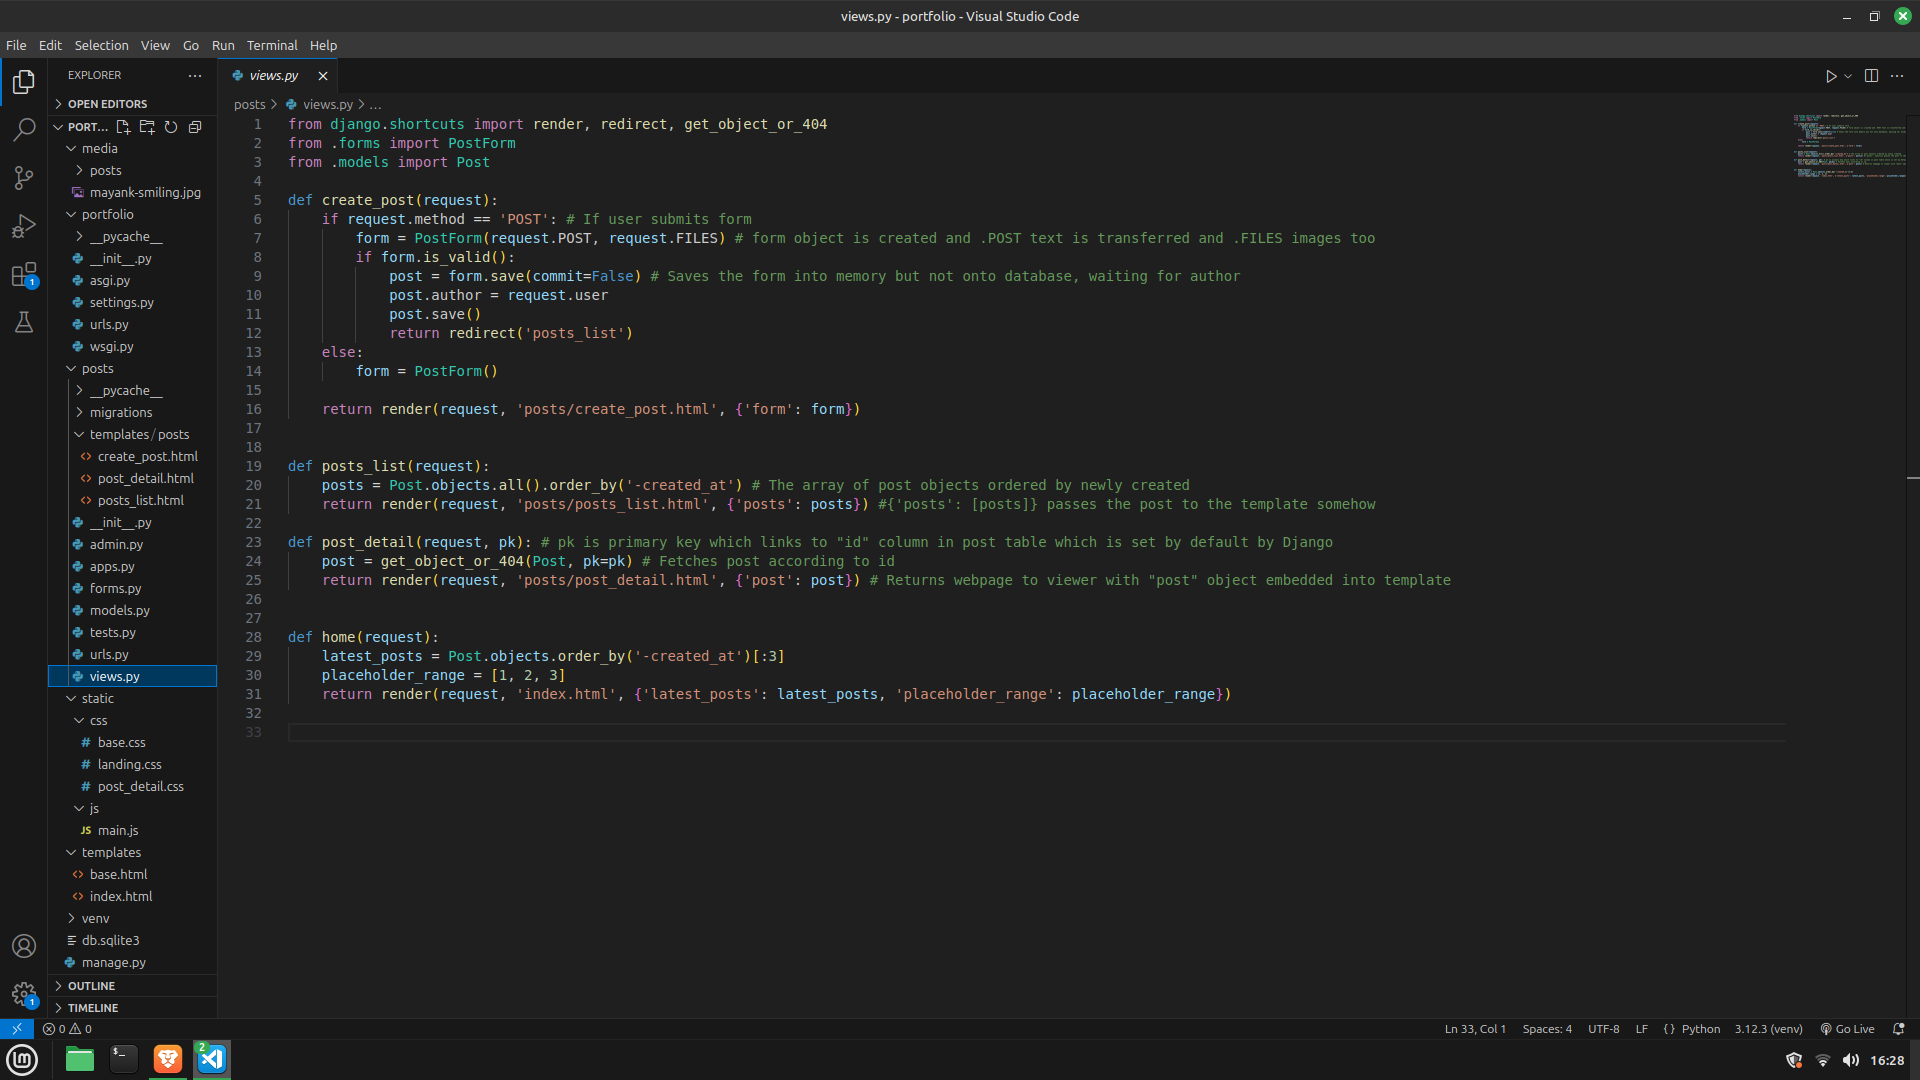 views.py - portfolio - Visual Studio Code
File Edit Selection View Go Run Terminal Help
EXPLORER
OPEN EDITORS
PORT...
media
posts
mayank-smiling.jpg
portfolio
__pycache__
__init__.py
asgi.py
settings.py
urls.py
wsgi.py
posts
__pycache__
migrations
templates/posts
create_post.html
post_detail.html
posts_list.html
__init__.py
admin.py
apps.py
forms.py
models.py
tests.py
urls.py
views.py
static
css
base.css
landing.css
post_detail.css
js
JS main.js
templates
base.html
index.html
venv
db.sqlite3
manage.py
OUTLINE
TIMELINE
1
1
views.py
posts > views.py > ...
1 from django.shortcuts import render, redirect, get_object_or_404
2 from .forms import PostForm
3 from .models import Post
4
5 def create_post(request):
6 if request.method == 'POST': # If user submits form
7 form = PostForm(request.POST, request.FILES) # form object is created and .POST text is transferred and .FILES images too
8 if form.is_valid():
9 post = form.save(commit=False) # Saves the form into memory but not onto database, waiting for author
10 post.author = request.user
11 post.save()
12 return redirect('posts_list')
13 else:
14 form = PostForm()
15
16 return render(request, 'posts/create_post.html', {'form': form})
17
18
19 def posts_list(request):
20 posts = Post.objects.all().order_by('-created_at') # The array of post objects ordered by newly created
21 return render(request, 'posts/posts_list.html', {'posts': posts}) #{'posts': [posts]} passes the post to the template somehow
22
23 def post_detail(request, pk): # pk is primary key which links to "id" column in post table which is set by default by Django
24 post = get_object_or_404(Post, pk=pk) # Fetches post according to id
25 return render(request, 'posts/post_detail.html', {'post': post}) # Returns webpage to viewer with "post" object embedded into template
26
27
28 def home(request):
29 latest_posts = Post.objects.order_by('-created_at')[:3]
30 placeholder_range = [1, 2, 3]
31 return render(request, 'index.html', {'latest_posts': latest_posts, 'placeholder_range': placeholder_range})
32
33
0 0
Ln 33, Col 1 Spaces: 4 UTF-8 LF {} Python 3.12.3 (venv) Go Live
2
16:28